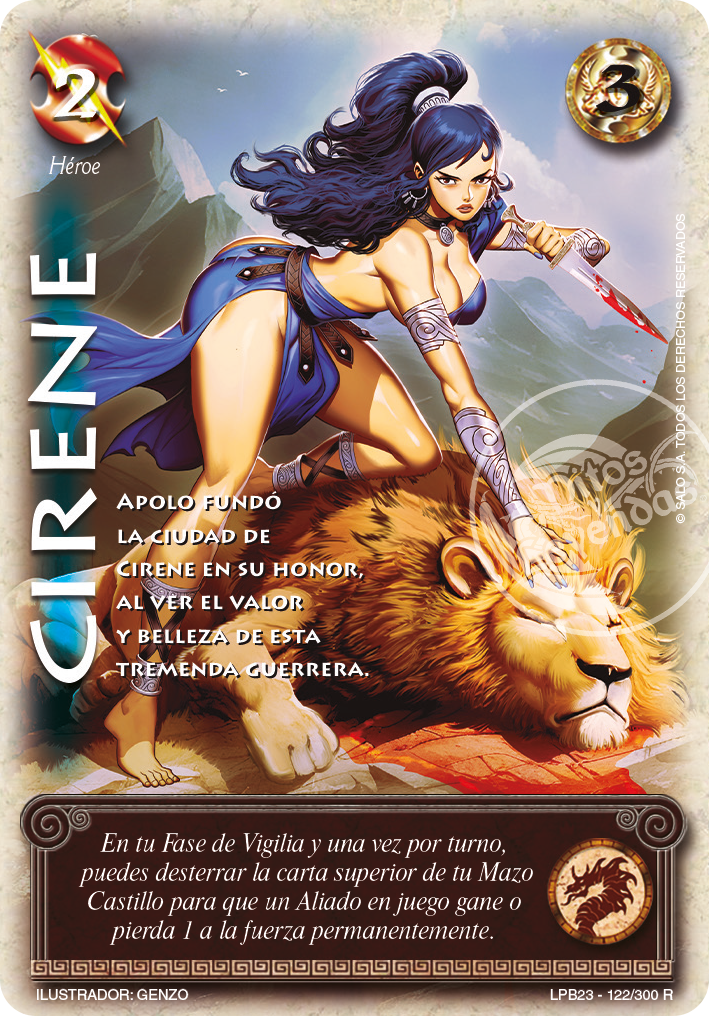 2
3
Héroe
CIRENE
APOLO FUNDÓ
LA CIUDAD DE
CIRENE EN SU HONOR,
AL VER EL VALOR
Y BELLEZA DE ESTA
TREMENDA GUERRERA.
© SALO S.A. TODOS LOS DERECHOS RESERVADOS
Mitos
Leyendas
En tu Fase de Vigilia y una vez por turno,
puedes desterrar la carta superior de tu Mazo
Castillo para que un Aliado en juego gane o
pierda 1 a la fuerza permanentemente.
ILUSTRADOR: GENZO
LPB23 - 122/300 R